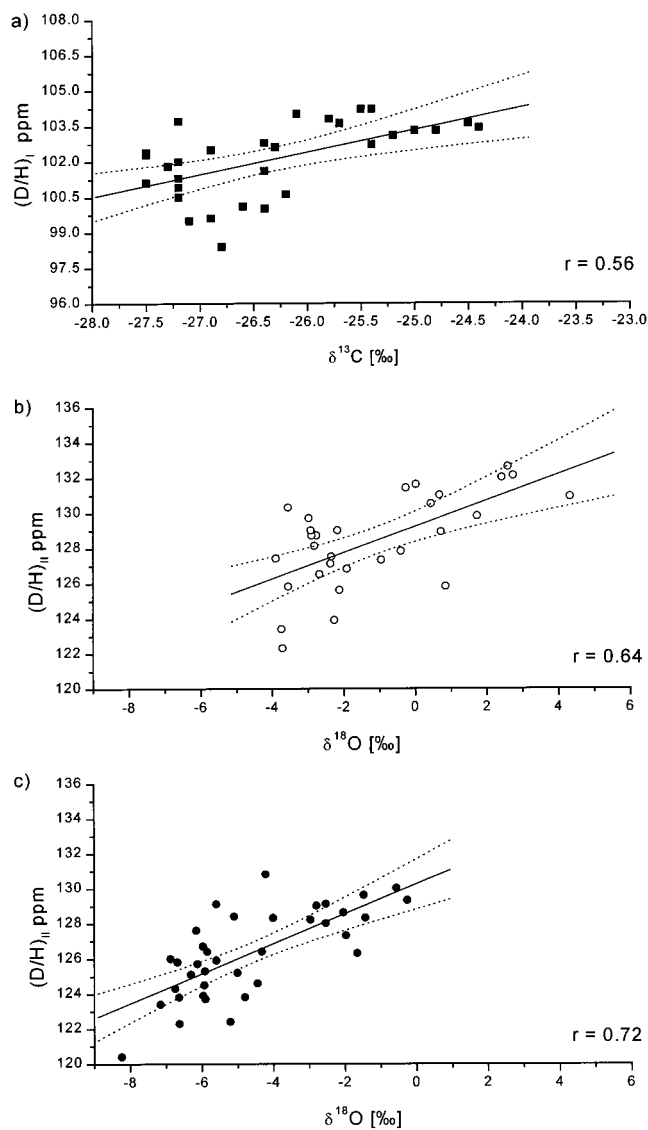 a)
108.0
106.5
105.0
103.5
102.0
100.5
99.0
97.5
96.0
(D/H)I ppm
r = 0.56
-28.0 -27.5 -27.0 -26.5 -26.0 -25.5 -25.0 -24.5 -24.0 -23.5 -23.0
δ13C [‰]
b)
136
134
132
130
128
126
124
122
120
(D/H)II ppm
r = 0.64
-8 -6 -4 -2 0 2 4 6
δ18O [‰]
c)
136
134
132
130
128
126
124
122
120
(D/H)II ppm
r = 0.72
-8 -6 -4 -2 0 2 4 6
δ18O [‰]